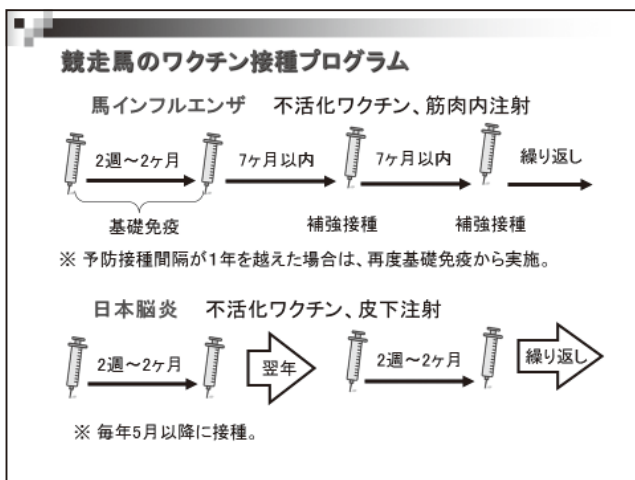 競走馬のワクチン接種プログラム
馬インフルエンザ 不活化ワクチン、筋肉内注射
2週～2ヶ月 7ヶ月以内 7ヶ月以内 繰り返し
基礎免疫 補強接種 補強接種
※ 予防接種間隔が1年を越えた場合は、再度基礎免疫から実施。
日本脳炎 不活化ワクチン、皮下注射
2週～2ヶ月 翌年 2週～2ヶ月 繰り返し
※ 毎年5月以降に接種。